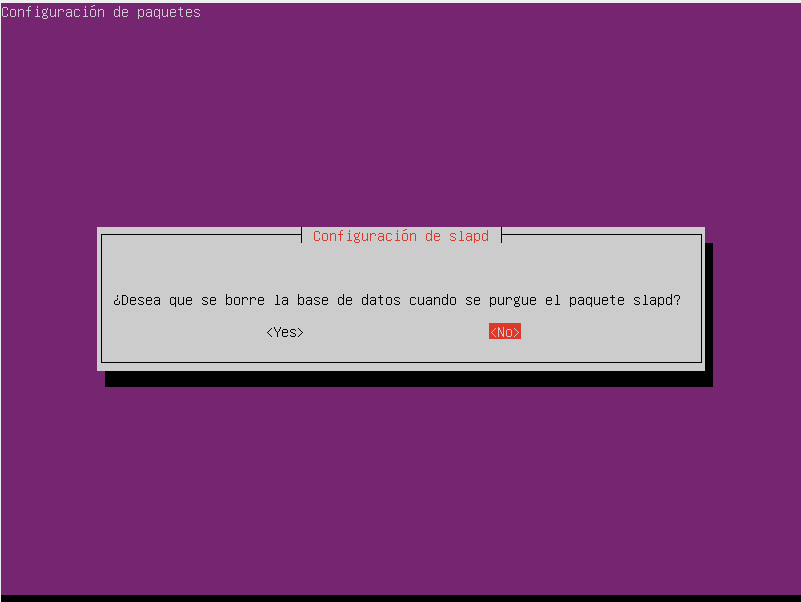 Configuración de paquetes
Configuración de slapd
¿Desea que se borre la base de datos cuando se purgue el paquete slapd?
<Yes> <No>